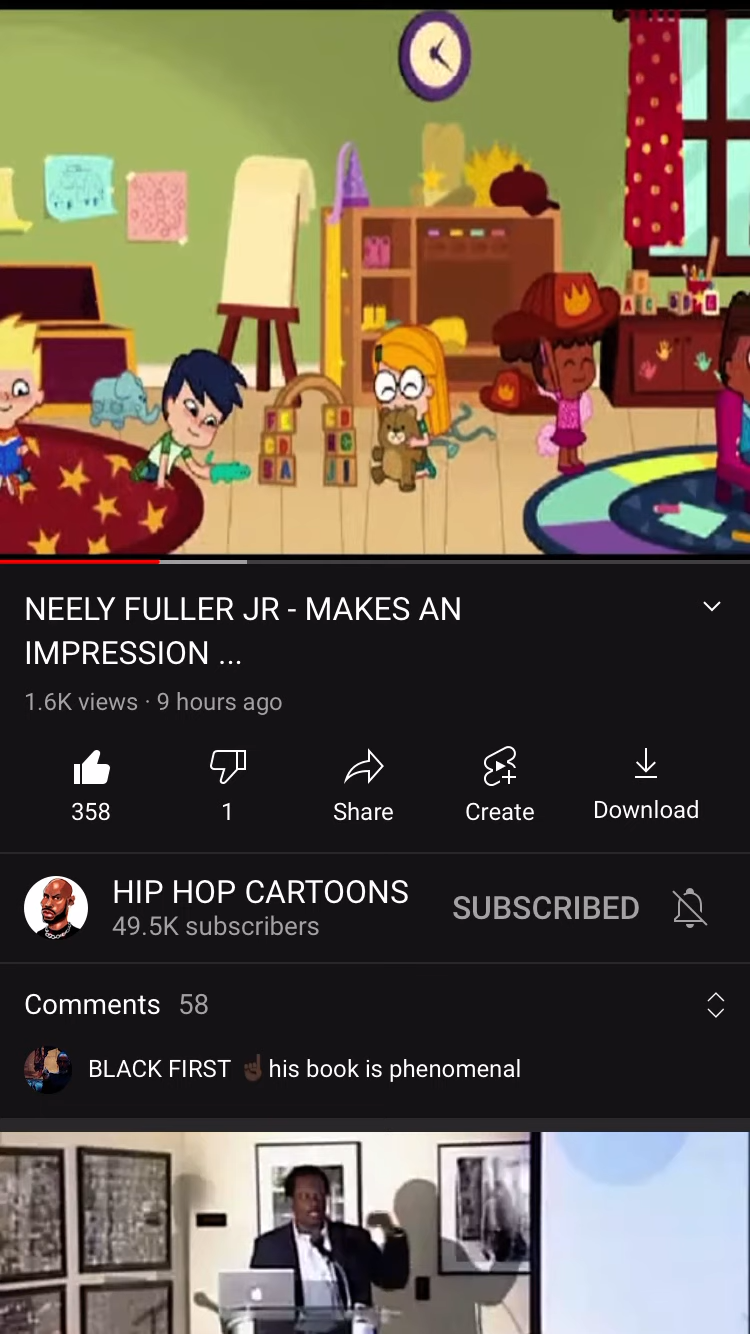 NEELY FULLER JR - MAKES AN
IMPRESSION ...
1.6K views · 9 hours ago
358
1
Share
Create
Download
HIP HOP CARTOONS
49.5K subscribers
SUBSCRIBED
Comments 58
BLACK FIRST ☝🏿his book is phenomenal